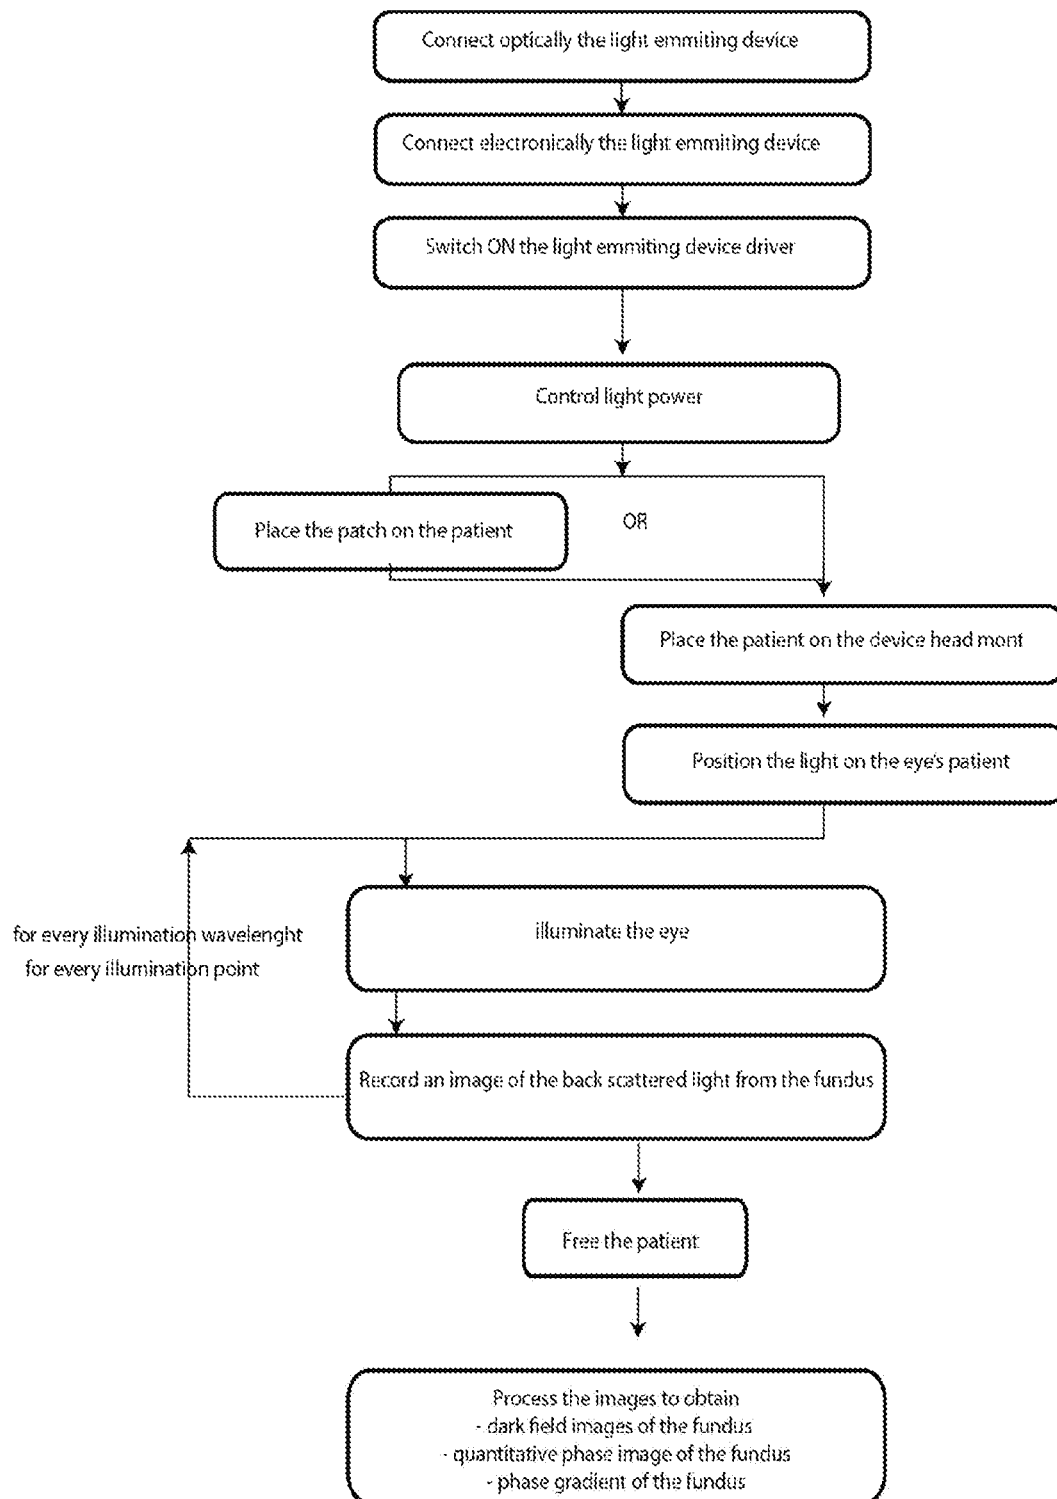 Connect optically the light emmiting device
Connect electronically the light emmiting device
Switch ON the light emmiting device driver
Control light power
Place the patch on the patient
OR
Place the patient on the device head mont
Position the light on the eye's patient
for every illumination wavelenght
for every illumination point
illuminate the eye
Record an image of the back scattered light from the fundus
Free the patient
Process the images to obtain
- dark field images of the fundus
- quantitative phase image of the fundus
- phase gradient of the fundus